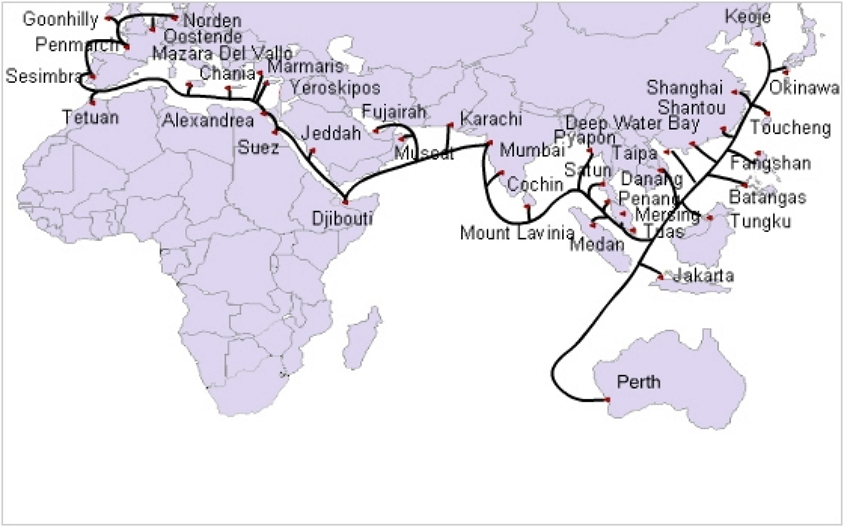 Goonhilly
Norden
Oostende
Penmarch
Mazara Del Vallo
Sesimbra
Chania
Marmaris
Yeroskipos
Tetuan
Alexandrea
Suez
Jeddah
Djibouti
Fujairah
Muscat
Karachi
Mumbai
Cochin
Mount Lavinia
Keoje
Okinawa
Shanghai
Shantou
Toucheng
Deep Water Bay
Pyapon
Taipa
Fangshan
Satun
Danang
Batangas
Penang
Mersing
Tungku
Medan
Tuas
Jakarta
Perth